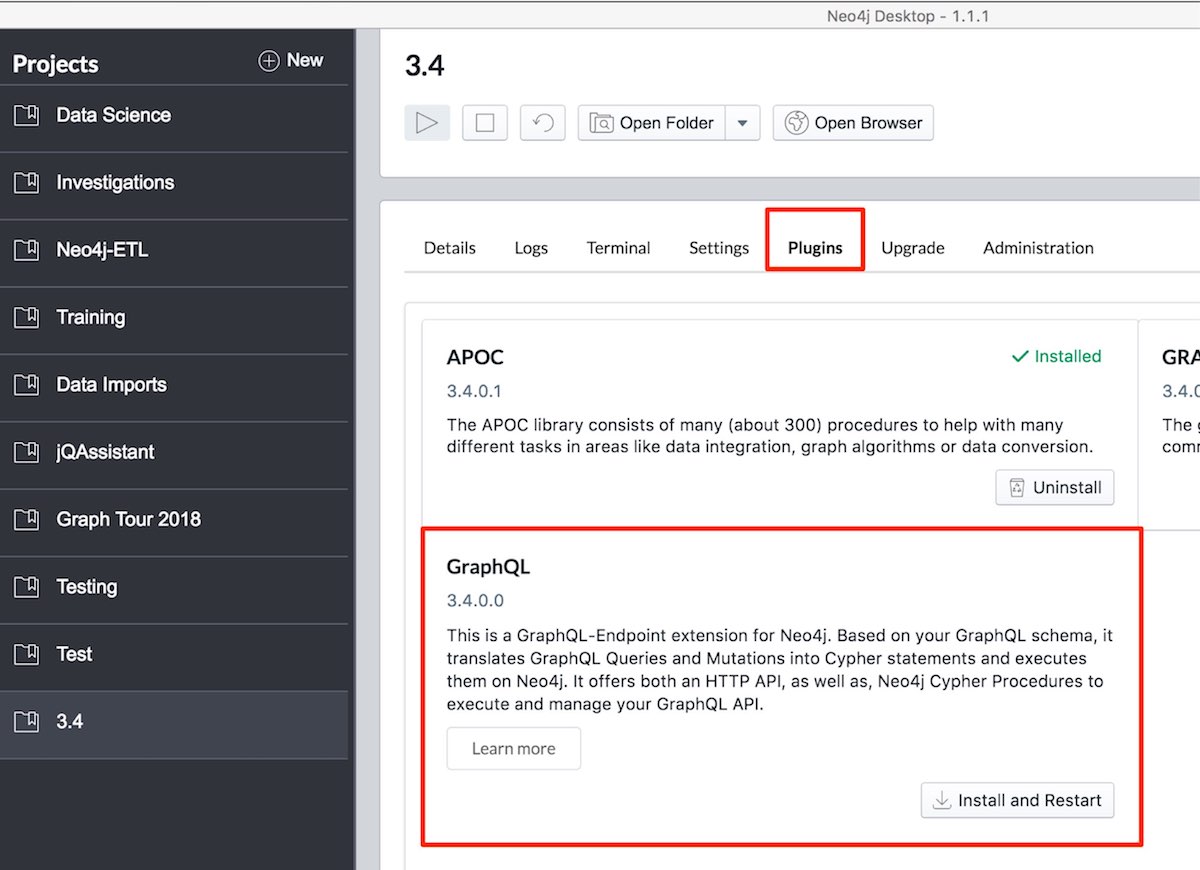 Neo4j Desktop - 1.1.1
Projects
New
Data Science
Investigations
Neo4j-ETL
Training
Data Imports
jQAssistant
Graph Tour 2018
Testing
Test
3.4
3.4
Open Folder
Open Browser
Details Logs Terminal Settings Plugins Upgrade Administration
APOC
Installed
3.4.0.1
The APOC library consists of many (about 300) procedures to help with many
different tasks in areas like data integration, graph algorithms or data conversion.
Uninstall
GraphQL
3.4.0.0
This is a GraphQL-Endpoint extension for Neo4j. Based on your GraphQL schema, it
translates GraphQL Queries and Mutations into Cypher statements and executes
them on Neo4j. It offers both an HTTP API, as well as, Neo4j Cypher Procedures to
execute and manage your GraphQL API.
Learn more
Install and Restart
The